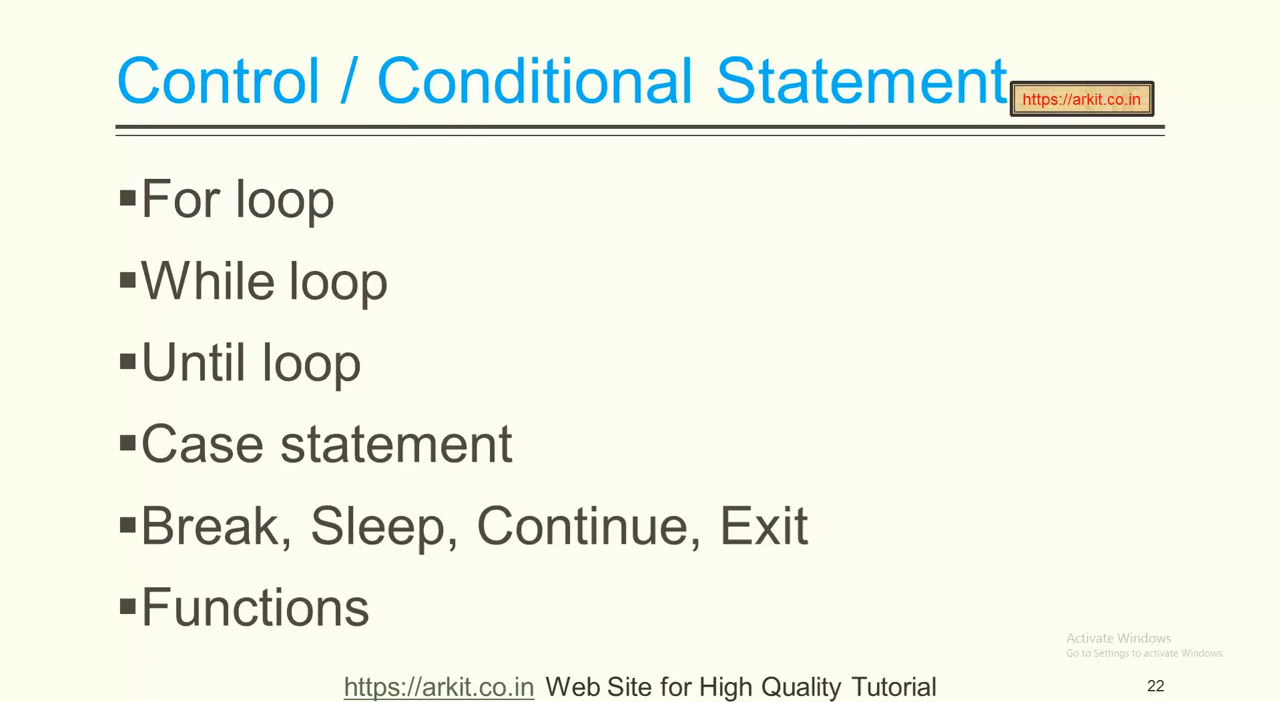 Control / Conditional Statement
https://arkit.co.in
▪For loop
▪While loop
▪Until loop
▪Case statement
▪Break, Sleep, Continue, Exit
▪Functions
Activate Windows
Go to Settings to activate Windows.
https://arkit.co.in Web Site for High Quality Tutorial
22